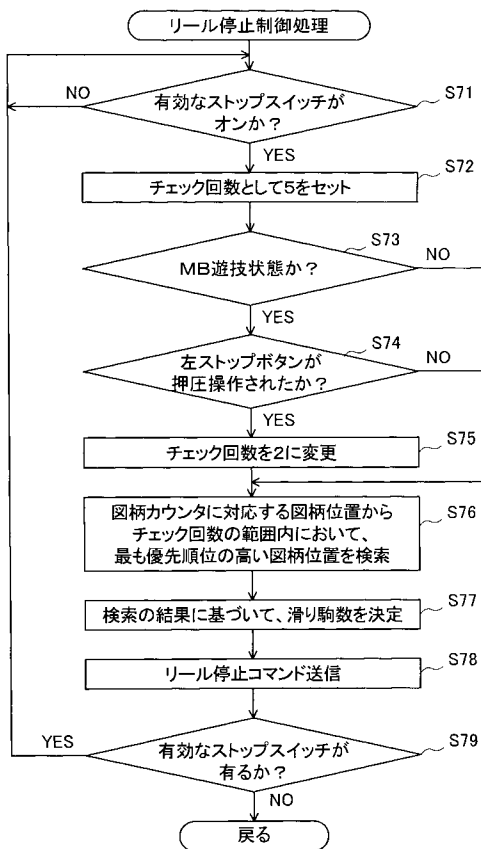 リール停止制御処理
有効なストップスイッチが
オンか？
S71
NO
YES
チェック回数として5をセット
S72
MB遊技状態か？
S73
NO
YES
左ストップボタンが
押圧操作されたか？
S74
NO
YES
チェック回数を2に変更
S75
図柄カウンタに対応する図柄位置から
チェック回数の範囲内において、
最も優先順位の高い図柄位置を検索
S76
検索の結果に基づいて、滑り駒数を決定
S77
リール停止コマンド送信
S78
有効なストップスイッチが
有るか？
S79
YES
NO
戻る